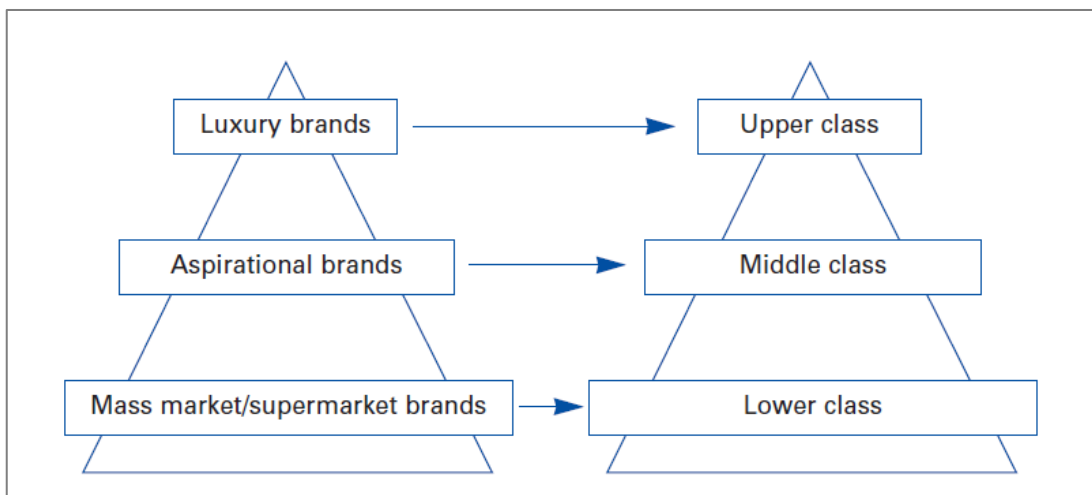 Luxury brands
Upper class
Aspirational brands
Middle class
Mass market/supermarket brands
Lower class